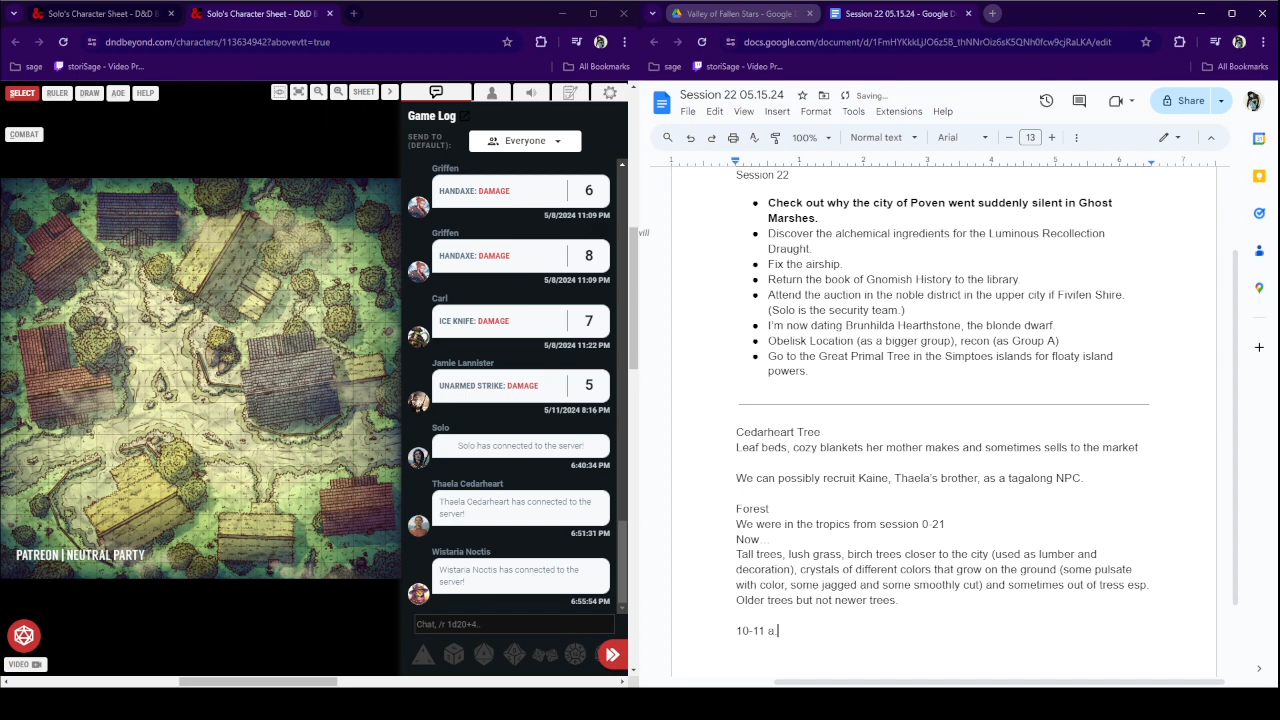 Solo's Character Sheet - D&D B
Solo's Character Sheet - D&D B
dndbeyond.com/characters/113634942?abovevtt=true
sage
storiSage - Video Pr...
All Bookmarks
SELECT
RULER
DRAW
AOE
HELP
SHEET
COMBAT
Game Log
SEND TO
(DEFAULT):
Everyone
Griffen
HANDAXE: DAMAGE
6
5/8/2024 11:09 PM
Griffen
HANDAXE: DAMAGE
8
5/8/2024 11:09 PM
Carl
ICE KNIFE: DAMAGE
7
5/8/2024 11:22 PM
Jamie Lannister
UNARMED STRIKE: DAMAGE
5
5/11/2024 8:16 PM
Solo
Solo has connected to the server!
6:40:34 PM
Thaela Cedarheart
Thaela Cedarheart has connected to the
server!
6:51:31 PM
Wistaria Noctis
Wistaria Noctis has connected to the
server!
6:55:54 PM
Chat, /r 1d20+4..
PATREON | NEUTRAL PARTY
VIDEO
Valley of Fallen Stars - Google
Session 22 05.15.24 - Google D
docs.google.com/document/d/1FmHYKkkLjJO6z5B_thNNrOiz6sK5QNh0fcw9cjRaLKA/edit
sage
storiSage - Video Pr...
All Bookmarks
Session 22 05.15.24
Saving...
File Edit View Insert Format Tools Extensions Help
Share
100%
Normal text
Arial
13
1 1 2 3 4 5 6 7
Session 22
● Check out why the city of Poven went suddenly silent in Ghost
Marshes.
● Discover the alchemical ingredients for the Luminous Recollection
Draught.
● Fix the airship.
● Return the book of Gnomish History to the library.
● Attend the auction in the noble district in the upper city if Fivifen Shire.
(Solo is the security team.)
● I'm now dating Brunhilda Hearthstone, the blonde dwarf.
● Obelisk Location (as a bigger group), recon (as Group A)
● Go to the Great Primal Tree in the Simptoes islands for floaty island
powers.
Cedarheart Tree
Leaf beds, cozy blankets her mother makes and sometimes sells to the market
We can possibly recruit Kaine, Thaela's brother, as a tagalong NPC.
Forest
We were in the tropics from session 0-21
Now...
Tall trees, lush grass, birch trees closer to the city (used as lumber and
decoration), crystals of different colors that grow on the ground (some pulsate
with color, some jagged and some smoothly cut) and sometimes out of tress esp.
Older trees but not newer trees.
10-11 a.